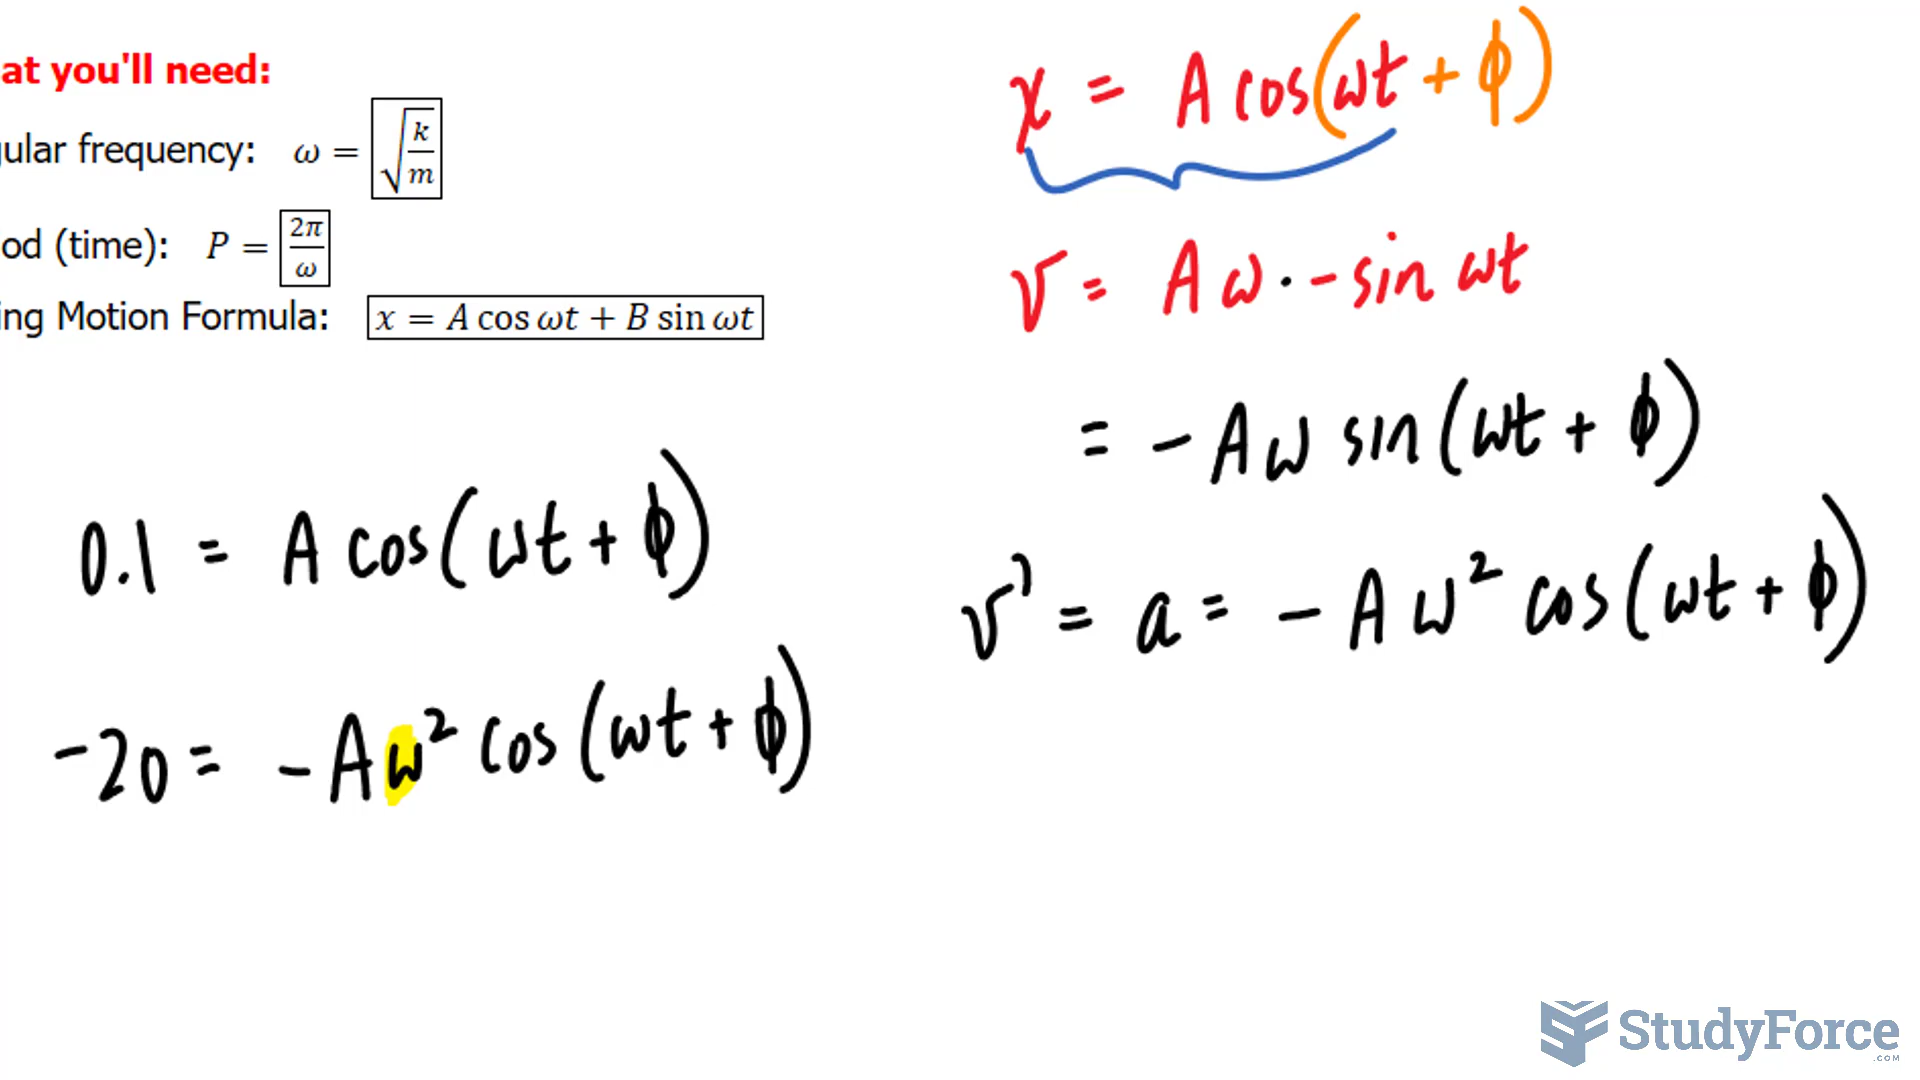 at you'll need:
gular frequency: ω = √(k/m)
od (time): P = 2π/ω
ing Motion Formula: x = A cos ωt + B sin ωt
x = A cos(ωt + ϕ)
v = Aω · - sin ωt
= - Aω sin(ωt + ϕ)
v' = a = - Aω² cos(ωt + ϕ)
0.1 = A cos(ωt + ϕ)
-20 = - Aω² cos(ωt + ϕ)
StudyForce
.COM